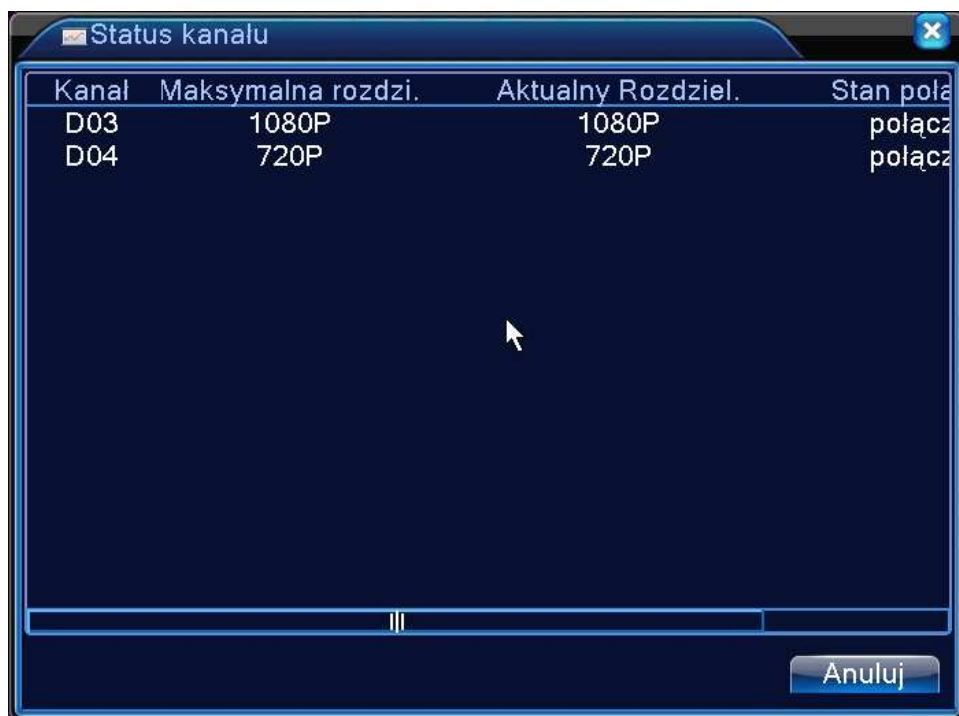 Status kanału
Kanał Maksymalna rozdzi. Aktualny Rozdziel. Stan poła
D03 1080P 1080P połącz
D04 720P 720P połącz
Anuluj